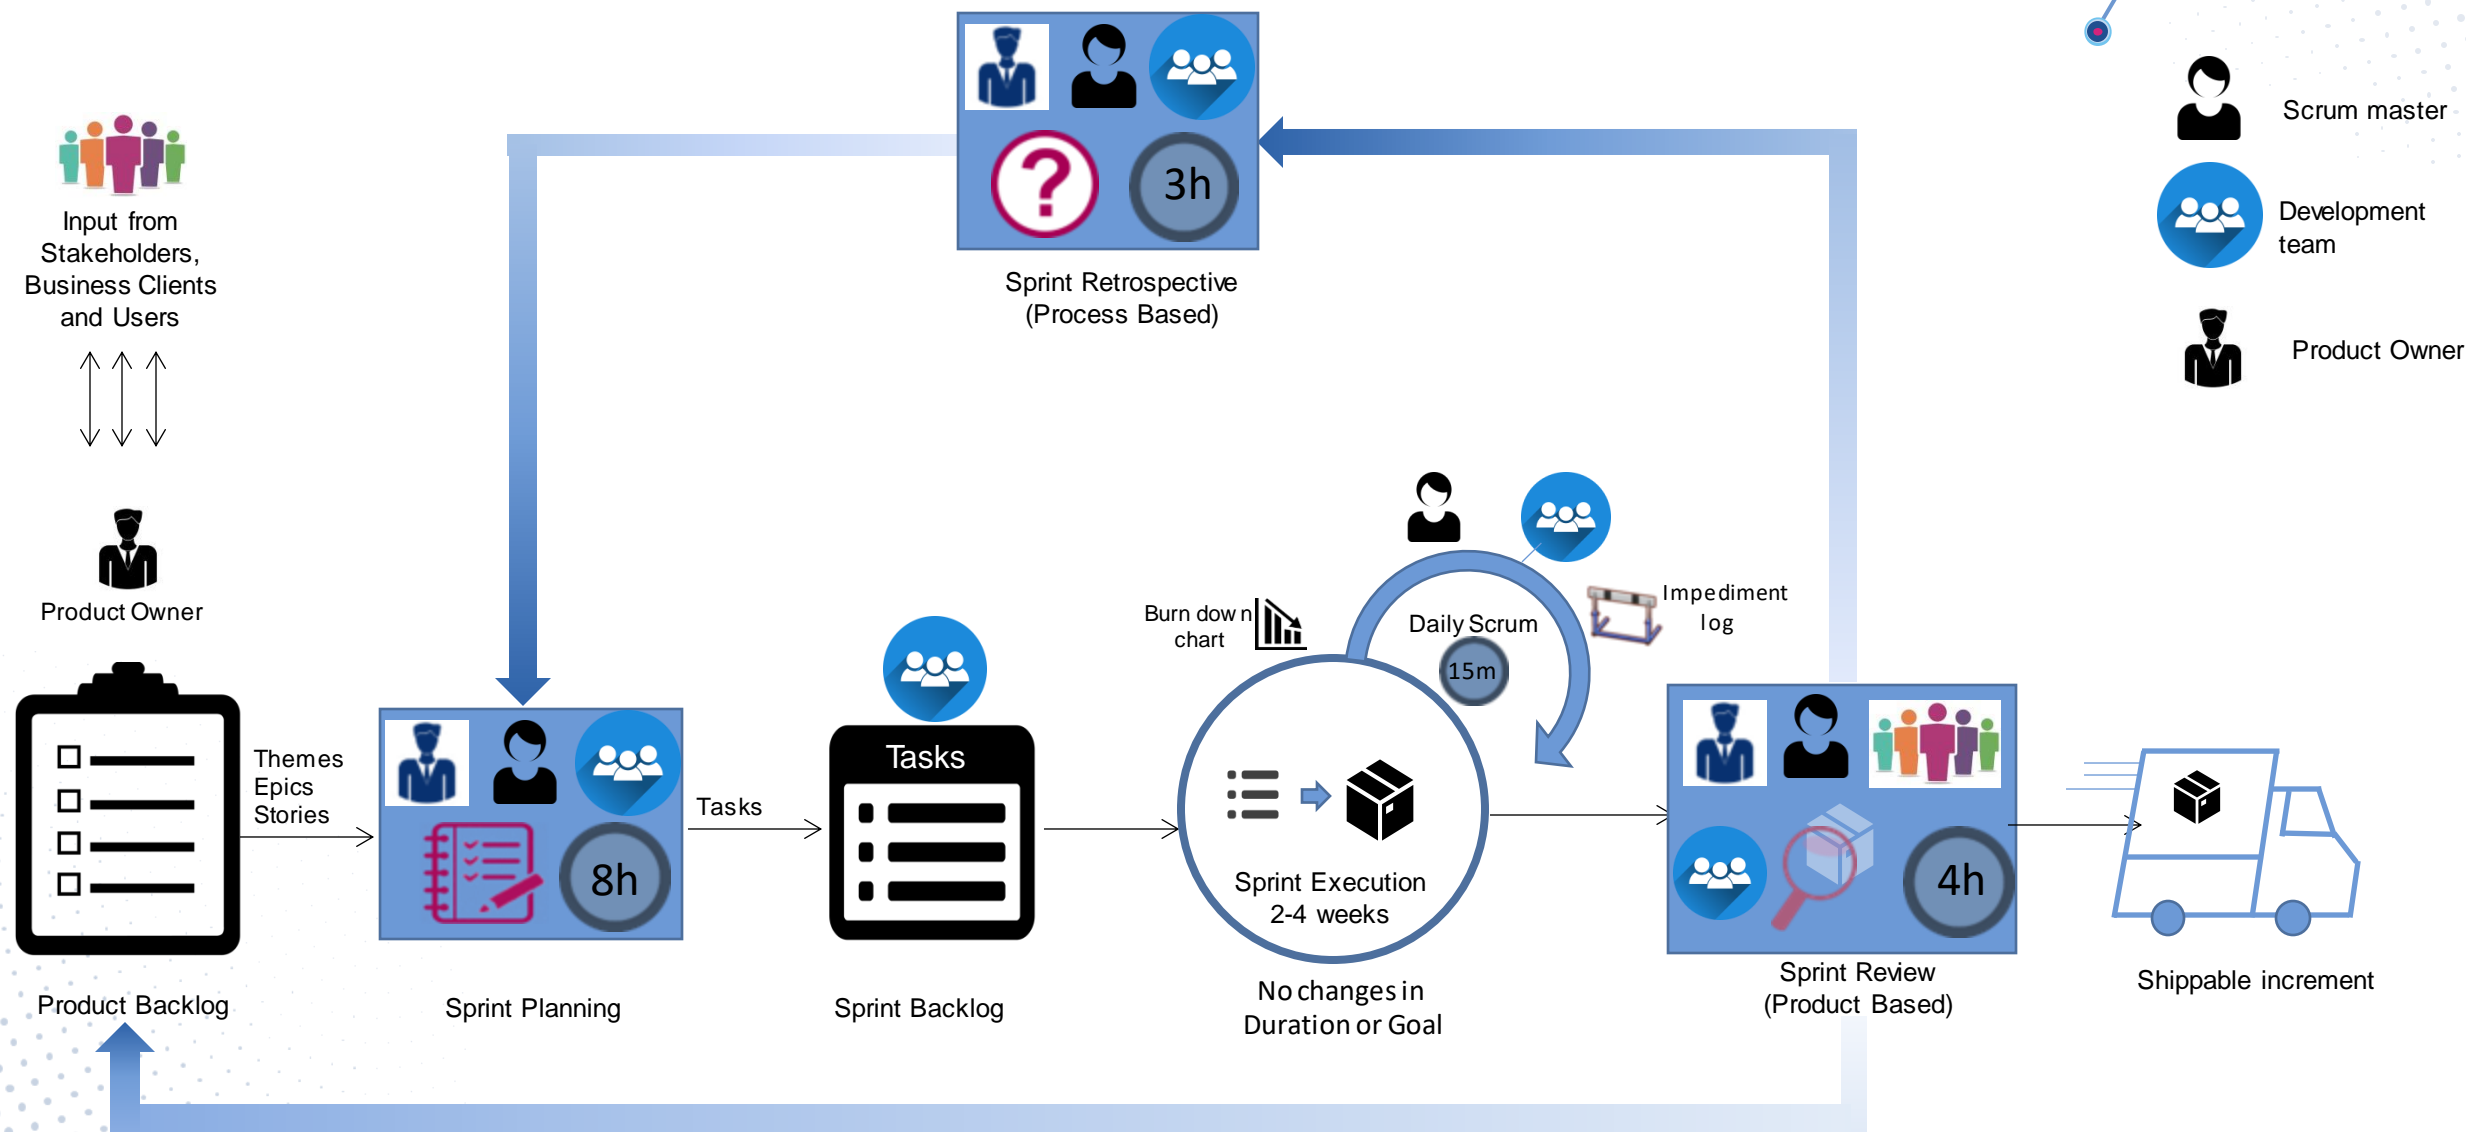 3h
Sprint Retrospective
(Process Based)
Scrum master
Development
team
Product Owner
Input from
Stakeholders,
Business Clients
and Users
Product Owner
Burn down
chart
Daily Scrum
15m
Impediment
log
Themes
Epics
Stories
8h
Tasks
Tasks
Sprint Execution
2-4 weeks
4h
Product Backlog
Sprint Planning
Sprint Backlog
No changes in
Duration or Goal
Sprint Review
(Product Based)
Shippable increment